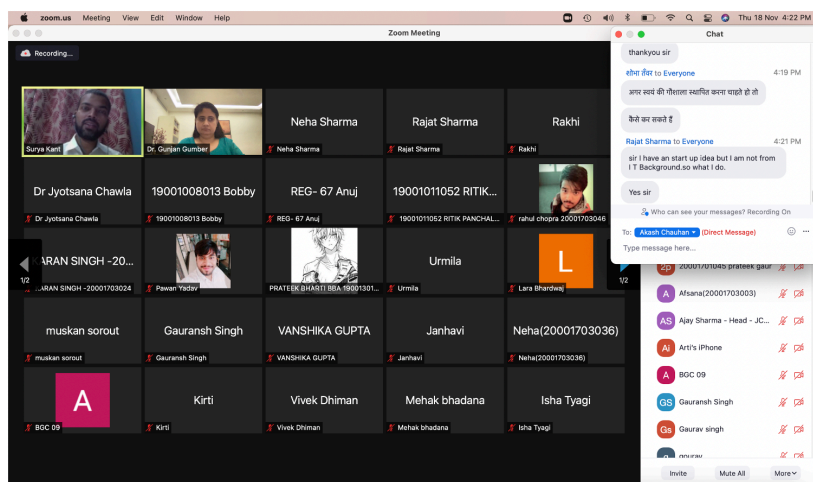 zoom.us Meeting View Edit Window Help
Thu 18 Nov 4:22 PM
Zoom Meeting
Recording...
Surya Kant
Dr. Gunjan Gumber
Neha Sharma
Neha Sharma
Rajat Sharma
Rajat Sharma
Rakhi
Rakhi
Dr Jyotsana Chawla
Dr Jyotsana Chawla
19001008013 Bobby
19001008013 Bobby
REG- 67 Anuj
REG- 67 Anuj
19001011052 RITIK...
19001011052 RITIK PANCHAL...
rahul chopra 20001703046
1/2
KARAN SINGH -20...
KARAN SINGH -20001703024
Pawan Yadav
PRATEEK BHARTI BBA 19001301...
Urmila
Urmila
L
Lara Bhardwaj
1/2
muskan sorout
muskan sorout
Gauransh Singh
Gauransh Singh
VANSHIKA GUPTA
VANSHIKA GUPTA
Janhavi
Janhavi
Neha(20001703036)
Neha(20001703036)
A
BGC 09
Kirti
Kirti
Vivek Dhiman
Vivek Dhiman
Mehak bhadana
Mehak bhadana
Isha Tyagi
Isha Tyagi
Chat
thankyou sir
शोभा तँवर to Everyone 4:19 PM
अगर स्वयं की गौशाला स्थापित करना चाहते हो तो
कैसे कर सकते हैं
Rajat Sharma to Everyone 4:21 PM
sir I have an start up idea but I am not from
I T Background.so what I do.
Yes sir
Who can see your messages? Recording On
To: Akash Chauhan (Direct Message)
Type message here...
2p 20001701045 prateek gaur
A Afsana(20001703003)
AS Ajay Sharma - Head - JC...
Ai Arti's iPhone
A BGC 09
GS Gauransh Singh
Gs Gaurav singh
gourav
Invite Mute All More